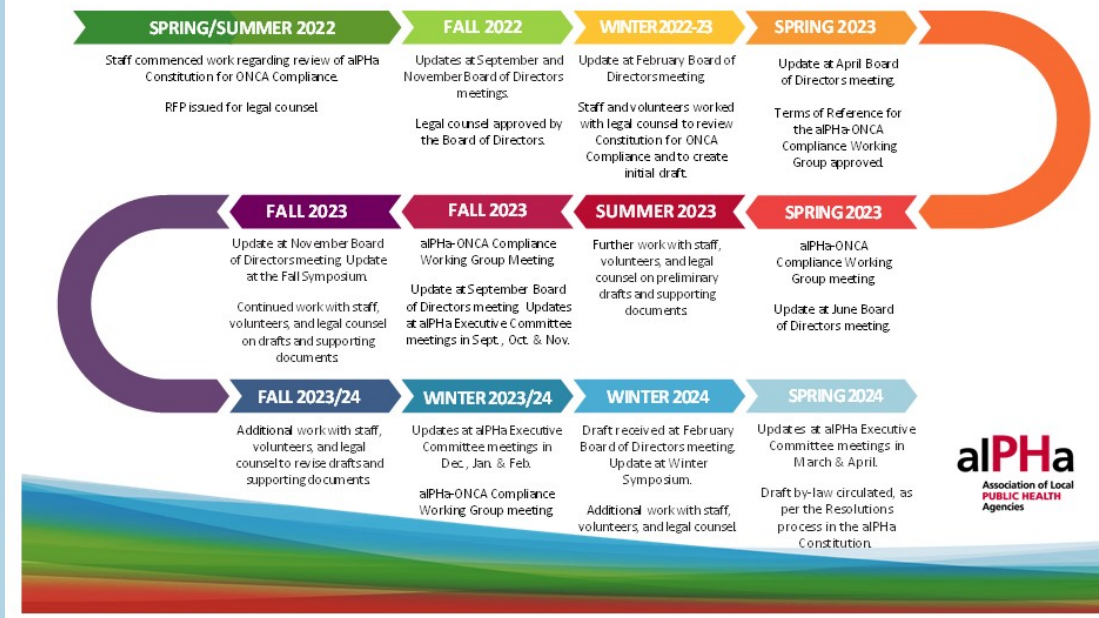 SPRING/SUMMER 2022
Staff commenced work regarding review of alPHa
Constitution for ONCA Compliance.
RFP issued for legal counsel.
FALL 2022
Updates at September and
November Board of Directors
meetings.
Legal counsel approved by
the Board of Directors.
WINTER 2022-23
Update at February Board of
Directors meeting
Staff and volunteers worked
with legal counsel to review
Constitution for ONCA
Compliance and to create
initial draft.
SPRING 2023
Update at April Board
of Directors meeting.
Terms of Reference for
the alPHa-ONCA
Compliance Working
Group approved.
SPRING 2023
alPHa-ONCA
Compliance Working
Group meeting
Update at June Board
of Directors meeting.
SUMMER 2023
Further work with staff,
volunteers, and legal
counsel on preliminary
drafts and supporting
documents
FALL 2023
alPHa-ONCA Compliance
Working Group Meeting
Update at September Board
of Directors meeting. Updates
at alPHa Executive Committee
meetings in Sept., Oct. & Nov.
FALL 2023
Update at November Board
of Directors meeting. Update
at the Fall Symposium.
Continued work with staff,
volunteers, and legal counsel
on drafts and supporting
documents.
FALL 2023/24
Additional work with staff,
volunteers, and legal
counsel to revise drafts and
supporting documents.
WINTER 2023/24
Updates at alPHa Executive
Committee meetings in
Dec., Jan. & Feb.
alPHa-ONCA Compliance
Working Group meeting
WINTER 2024
Draft received at February
Board of Directors meeting.
Update at Winter
Symposium.
Additional work with staff,
volunteers, and legal counsel.
SPRING 2024
Updates at alPHa Executive
Committee meetings in
March & April.
Draft by-law circulated, as
per the Resolutions
process in the alPHa
Constitution.
alPHa
Association of Local
PUBLIC HEALTH
Agencies